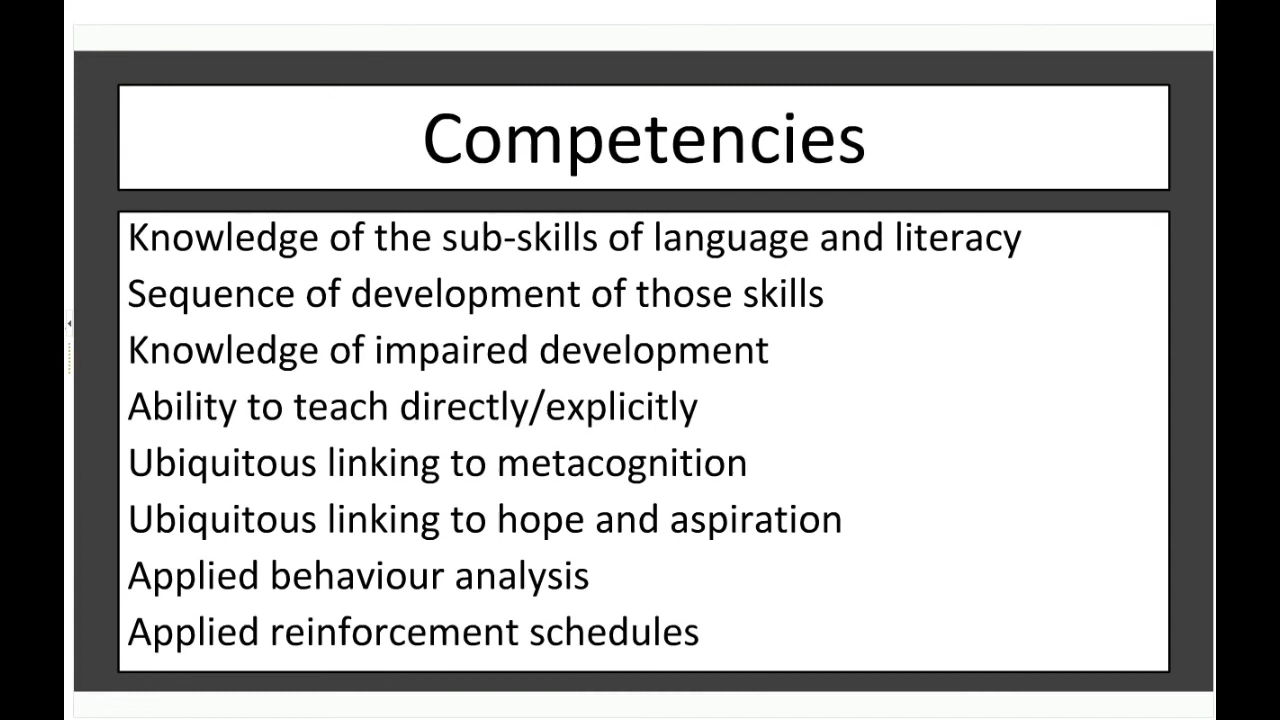 Competencies
Knowledge of the sub-skills of language and literacy
Sequence of development of those skills
Knowledge of impaired development
Ability to teach directly/explicitly
Ubiquitous linking to metacognition
Ubiquitous linking to hope and aspiration
Applied behaviour analysis
Applied reinforcement schedules